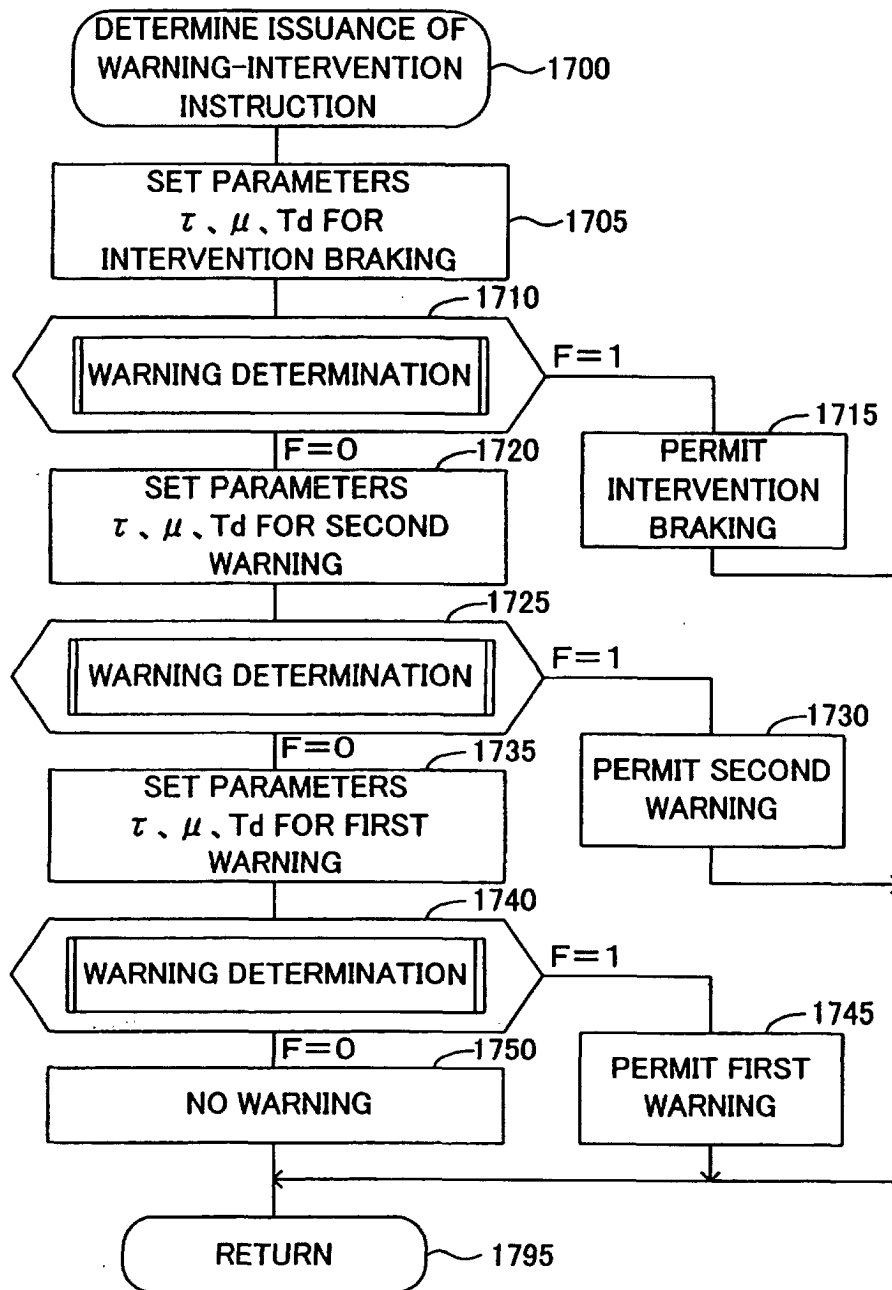 DETERMINE ISSUANCE OF
WARNING-INTERVENTION
INSTRUCTION
1700
SET PARAMETERS
τ、μ、Td FOR
INTERVENTION BRAKING
1705
1710
WARNING DETERMINATION
F=1
1715
PERMIT
INTERVENTION
BRAKING
F=0
1720
SET PARAMETERS
τ、μ、Td FOR SECOND
WARNING
1725
WARNING DETERMINATION
F=1
1730
PERMIT SECOND
WARNING
F=0
1735
SET PARAMETERS
τ、μ、Td FOR FIRST
WARNING
1740
WARNING DETERMINATION
F=1
1745
PERMIT FIRST
WARNING
F=0
1750
NO WARNING
RETURN
1795